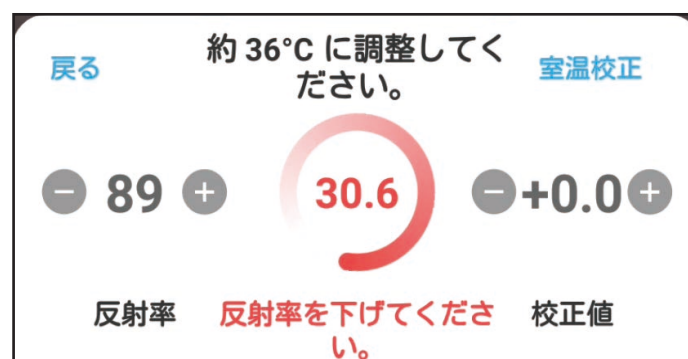 約 36°C に調整してく
ださい。
戻る
室温校正
− 89 +
30.6
− +0.0 +
反射率
反射率を下げてくださ
い。
校正値